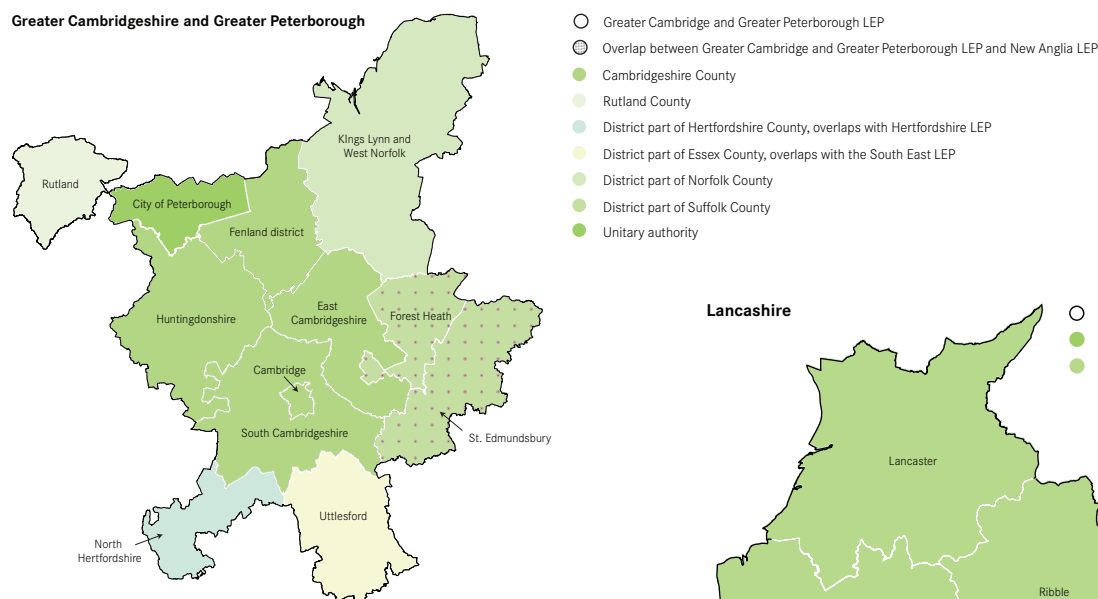 Greater Cambridgeshire and Greater Peterborough
Greater Cambridge and Greater Peterborough LEP
Overlap between Greater Cambridge and Greater Peterborough LEP and New Anglia LEP
Cambridgeshire County
Rutland County
District part of Hertfordshire County, overlaps with Hertfordshire LEP
District part of Essex County, overlaps with the South East LEP
District part of Norfolk County
District part of Suffolk County
Unitary authority
KIngs Lynn and
West Norfolk
Rutland
City of Peterborough
Fenland district
Huntingdonshire
East
Cambridgeshire
Forest Heath
Cambridge
South Cambridgeshire
St. Edmundsbury
Uttlesford
North
Hertfordshire
Lancashire
Lancaster
Ribble